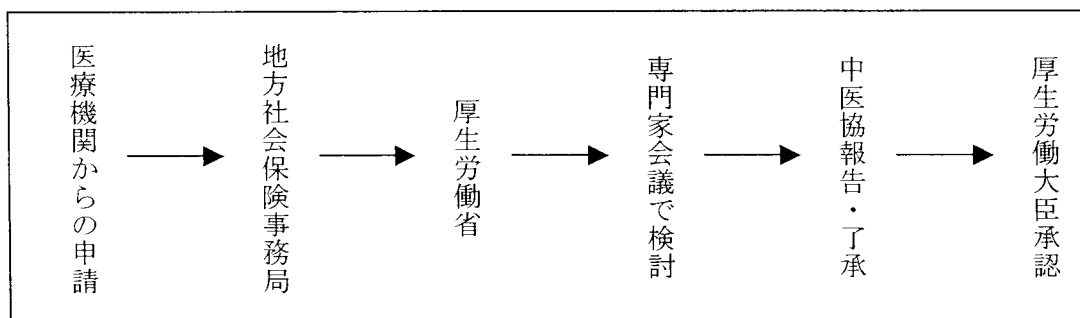 医療機関からの申請
地方社会保険事務局
厚生労働省
専門家会議で検討
中医協報告・了承
厚生労働大臣承認